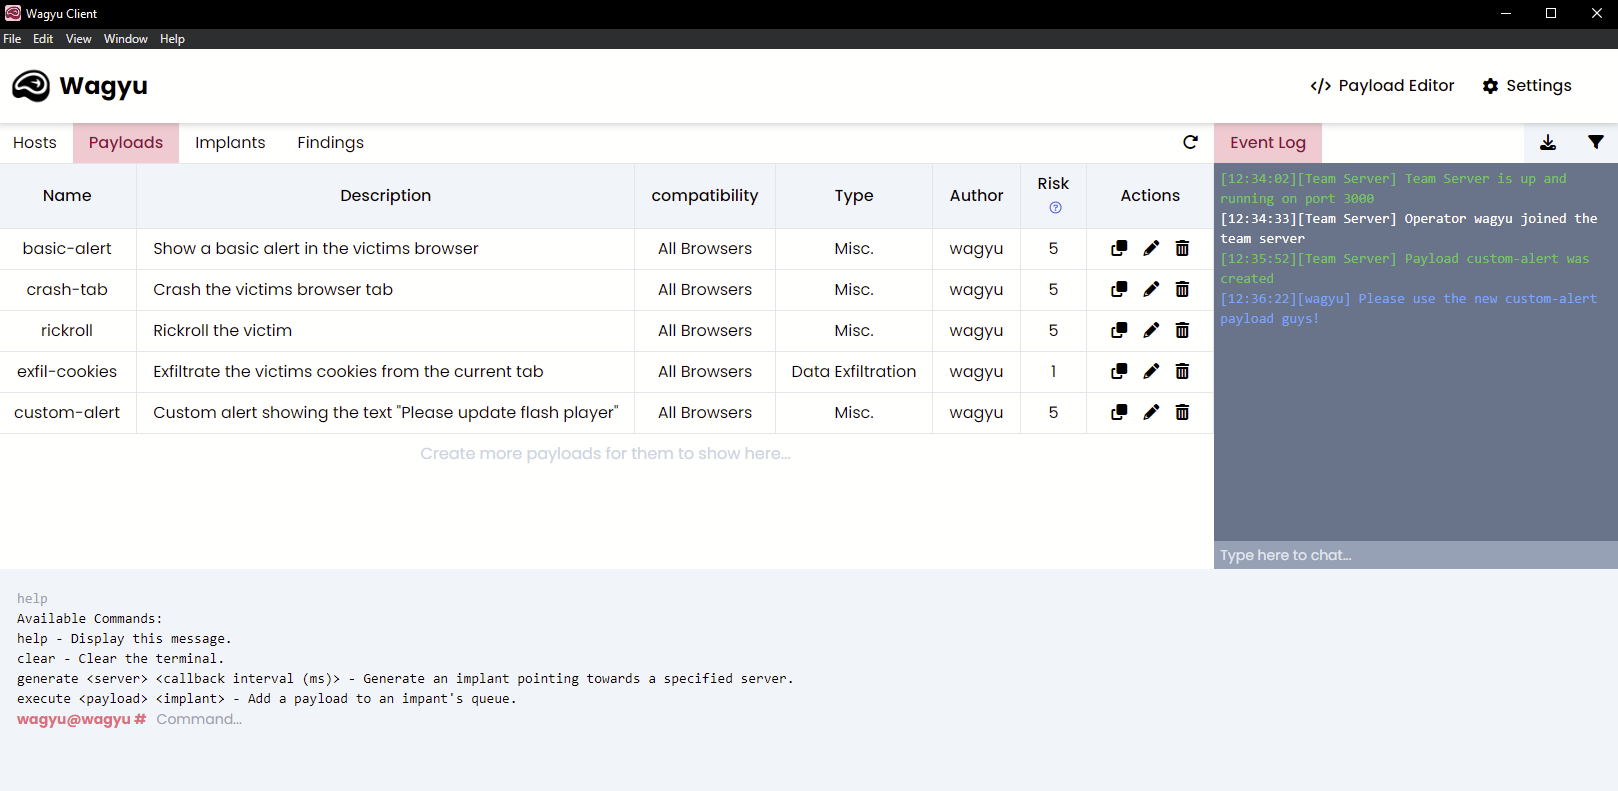 Wagyu Client
File Edit View Window Help
Wagyu
</> Payload Editor Settings
Hosts Payloads Implants Findings
Name Description compatibility Type Author Risk Actions
basic-alert Show a basic alert in the victims browser All Browsers Misc. wagyu 5
crash-tab Crash the victims browser tab All Browsers Misc. wagyu 5
rickroll Rickroll the victim All Browsers Misc. wagyu 5
exfil-cookies Exfiltrate the victims cookies from the current tab All Browsers Data Exfiltration wagyu 1
custom-alert Custom alert showing the text "Please update flash player" All Browsers Misc. wagyu 5
Create more payloads for them to show here...
Event Log
[12:34:02][Team Server] Team Server is up and
running on port 3000
[12:34:33][Team Server] Operator wagyu joined the
team server
[12:35:52][Team Server] Payload custom-alert was
created
[12:36:22][wagyu] Please use the new custom-alert
payload guys!
Type here to chat...
help
Available Commands:
help - Display this message.
clear - Clear the terminal.
generate <server> <callback interval (ms)> - Generate an implant pointing towards a specified server.
execute <payload> <implant> - Add a payload to an impant's queue.
wagyu@wagyu # Command...